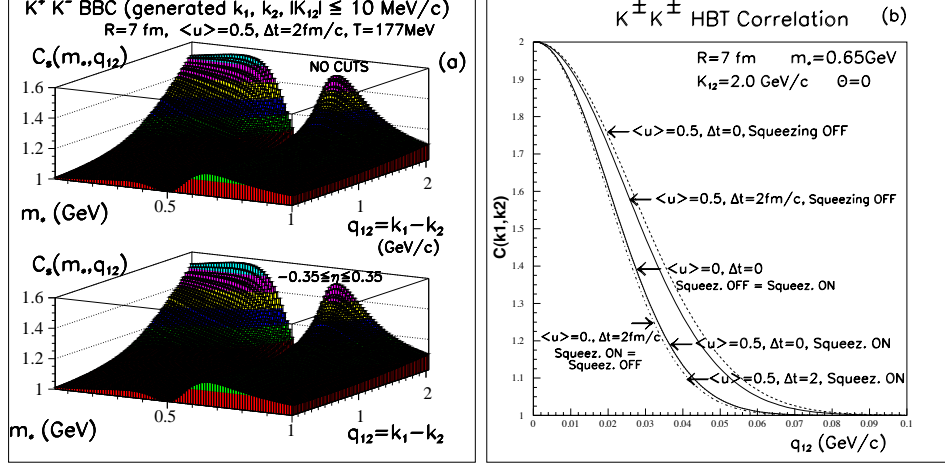 K⁺ K⁻ BBC (generated k₁, k₂, |K₁₂| ≤ 10 MeV/c)
R=7 fm, <u>=0.5, Δt=2fm/c, T=177MeV
Cₛ(m*,q₁₂)
(a)
NO CUTS
1.6
1.4
1.2
1
0.5
1
1
2
m* (GeV)
q₁₂=k₁-k₂
(GeV/c)
Cₛ(m*,q₁₂)
-0.35≤η≤0.35
1.6
1.4
1.2
1
0.5
1
1
2
m* (GeV)
q₁₂=k₁-k₂
K± K± HBT Correlation
(b)
R=7 fm m*=0.65GeV
K₁₂=2.0 GeV/c Θ=0
<u>=0.5, Δt=0, Squeezing OFF
<u>=0.5, Δt=2fm/c, Squeezing OFF
<u>=0, Δt=0
Squeez. OFF = Squeez. ON
<u>=0., Δt=2fm/c
Squeez. ON =
Squeez. OFF
<u>=0.5, Δt=0, Squeez. ON
<u>=0.5, Δt=2, Squeez. ON
C(k1,k2)
2
1.9
1.8
1.7
1.6
1.5
1.4
1.3
1.2
1.1
1
0 0.01 0.02 0.03 0.04 0.05 0.06 0.07 0.08 0.09 0.1
q₁₂ (GeV/c)